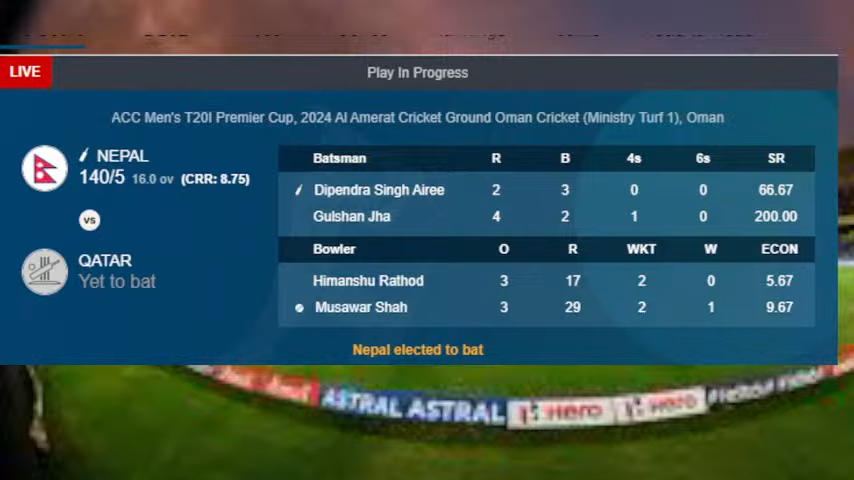 LIVE
Play In Progress
ACC Men's T20I Premier Cup, 2024 Al Amerat Cricket Ground Oman Cricket (Ministry Turf 1), Oman
NEPAL
140/5 16.0 ov (CRR: 8.75)
vs
QATAR
Yet to bat
Batsman R B 4s 6s SR
Dipendra Singh Airee 2 3 0 0 66.67
Gulshan Jha 4 2 1 0 200.00
Bowler O R WKT W ECON
Himanshu Rathod 3 17 2 0 5.67
Musawar Shah 3 29 2 1 9.67
Nepal elected to bat
ASTRAL ASTRAL Hero Hero